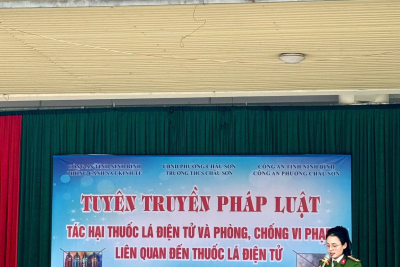 UBND PHƯỜNG CHÂU SƠN
CÔNG AN TỈNH NINH BÌNH
TRƯỜNG THCS CHÂU SƠN
CÔNG AN PHƯỜNG CHÂU SƠN
TUYÊN TRUYỀN PHÁP LUẬT
TÁC HẠI THUỐC LÁ ĐIỆN TỬ VÀ PHÒNG, CHỐNG VI PHẠ
LIÊN QUAN ĐẾN THUỐC LÁ ĐIỆN TỬ